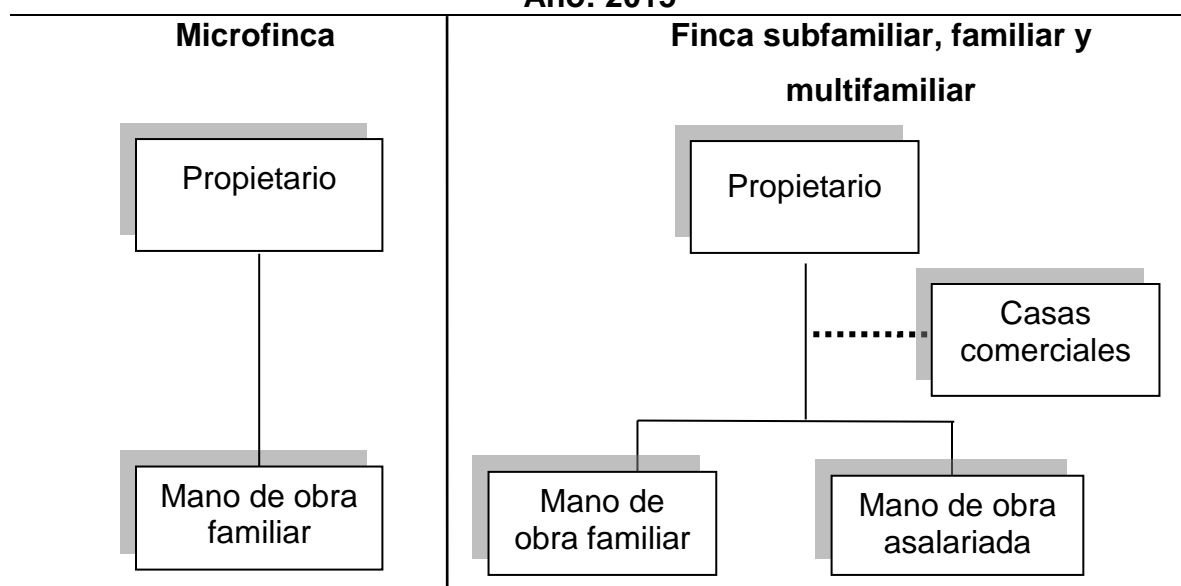 Microfinca
Finca subfamiliar, familiar y
multifamiliar
Propietario
Propietario
Casas
comerciales
Mano de obra
familiar
Mano de
obra familiar
Mano de obra
asalariada